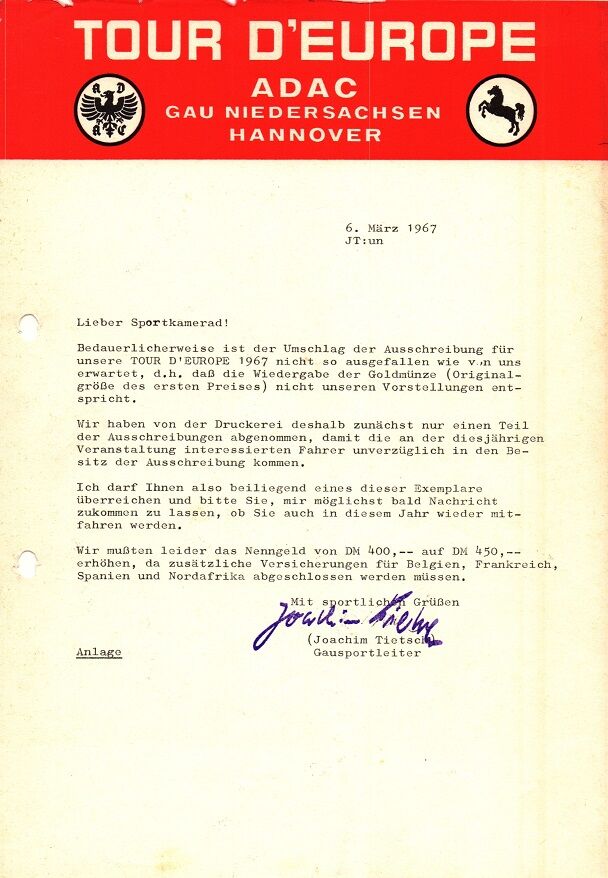 TOUR D'EUROPE
ADAC
GAU NIEDERSACHSEN
HANNOVER
A D
A C
6. März 1967
JT:un
Lieber Sportkamerad!
Bedauerlicherweise ist der Umschlag der Ausschreibung für
unsere TOUR D'EUROPE 1967 nicht so ausgefallen wie von uns
erwartet, d.h. daß die Wiedergabe der Goldmünze (Original-
größe des ersten Preises) nicht unseren Vorstellungen ent-
spricht.
Wir haben von der Druckerei deshalb zunächst nur einen Teil
der Ausschreibungen abgenommen, damit die an der diesjährigen
Veranstaltung interessierten Fahrer unverzüglich in den Be-
sitz der Ausschreibung kommen.
Ich darf Ihnen also beiliegend eines dieser Exemplare
überreichen und bitte Sie, mir möglichst bald Nachricht
zukommen zu lassen, ob Sie auch in diesem Jahr wieder mit-
fahren werden.
Wir mußten leider das Nenngeld von DM 400,-- auf DM 450,--
erhöhen, da zusätzliche Versicherungen für Belgien, Frankreich,
Spanien und Nordafrika abgeschlossen werden müssen.
Mit sportlichen Grüßen
Joachim Tietsch
(Joachim Tietsch)
Gausportleiter
Anlage